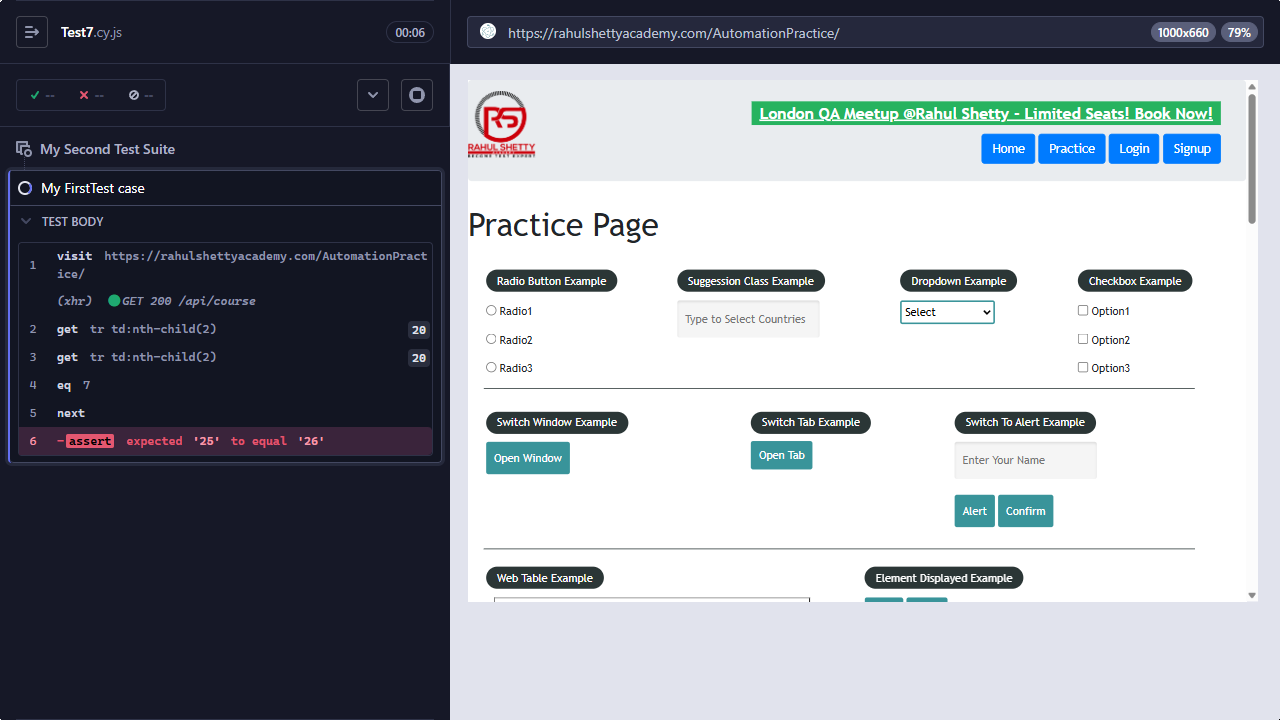 Test7.cy.js
00:06
-- -- --
My Second Test Suite
My FirstTest case
TEST BODY
1 visit https://rahulshettyacademy.com/AutomationPract
ice/
(xhr) GET 200 /api/course
2 get tr td:nth-child(2) 20
3 get tr td:nth-child(2) 20
4 eq 7
5 next
6 -assert expected '25' to equal '26'
https://rahulshettyacademy.com/AutomationPractice/ 1000x660 79%
RS
RAHUL SHETTY
London QA Meetup @Rahul Shetty - Limited Seats! Book Now!
Home Practice Login Signup
Practice Page
Radio Button Example Suggession Class Example Dropdown Example Checkbox Example
Radio1 Type to Select Countries Select Option1
Radio2 Option2
Radio3 Option3
Switch Window Example Switch Tab Example Switch To Alert Example
Open Window Open Tab Enter Your Name
Alert Confirm
Web Table Example Element Displayed Example